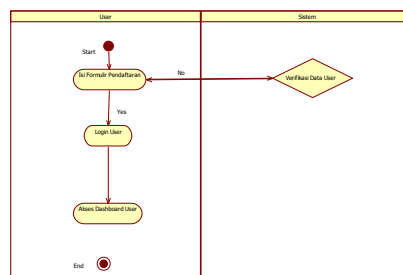 User
Sistem
Start
Isi Formulir Pendaftaran
No
Verifikasi Data User
Yes
Login User
Akses Dashboard User
End